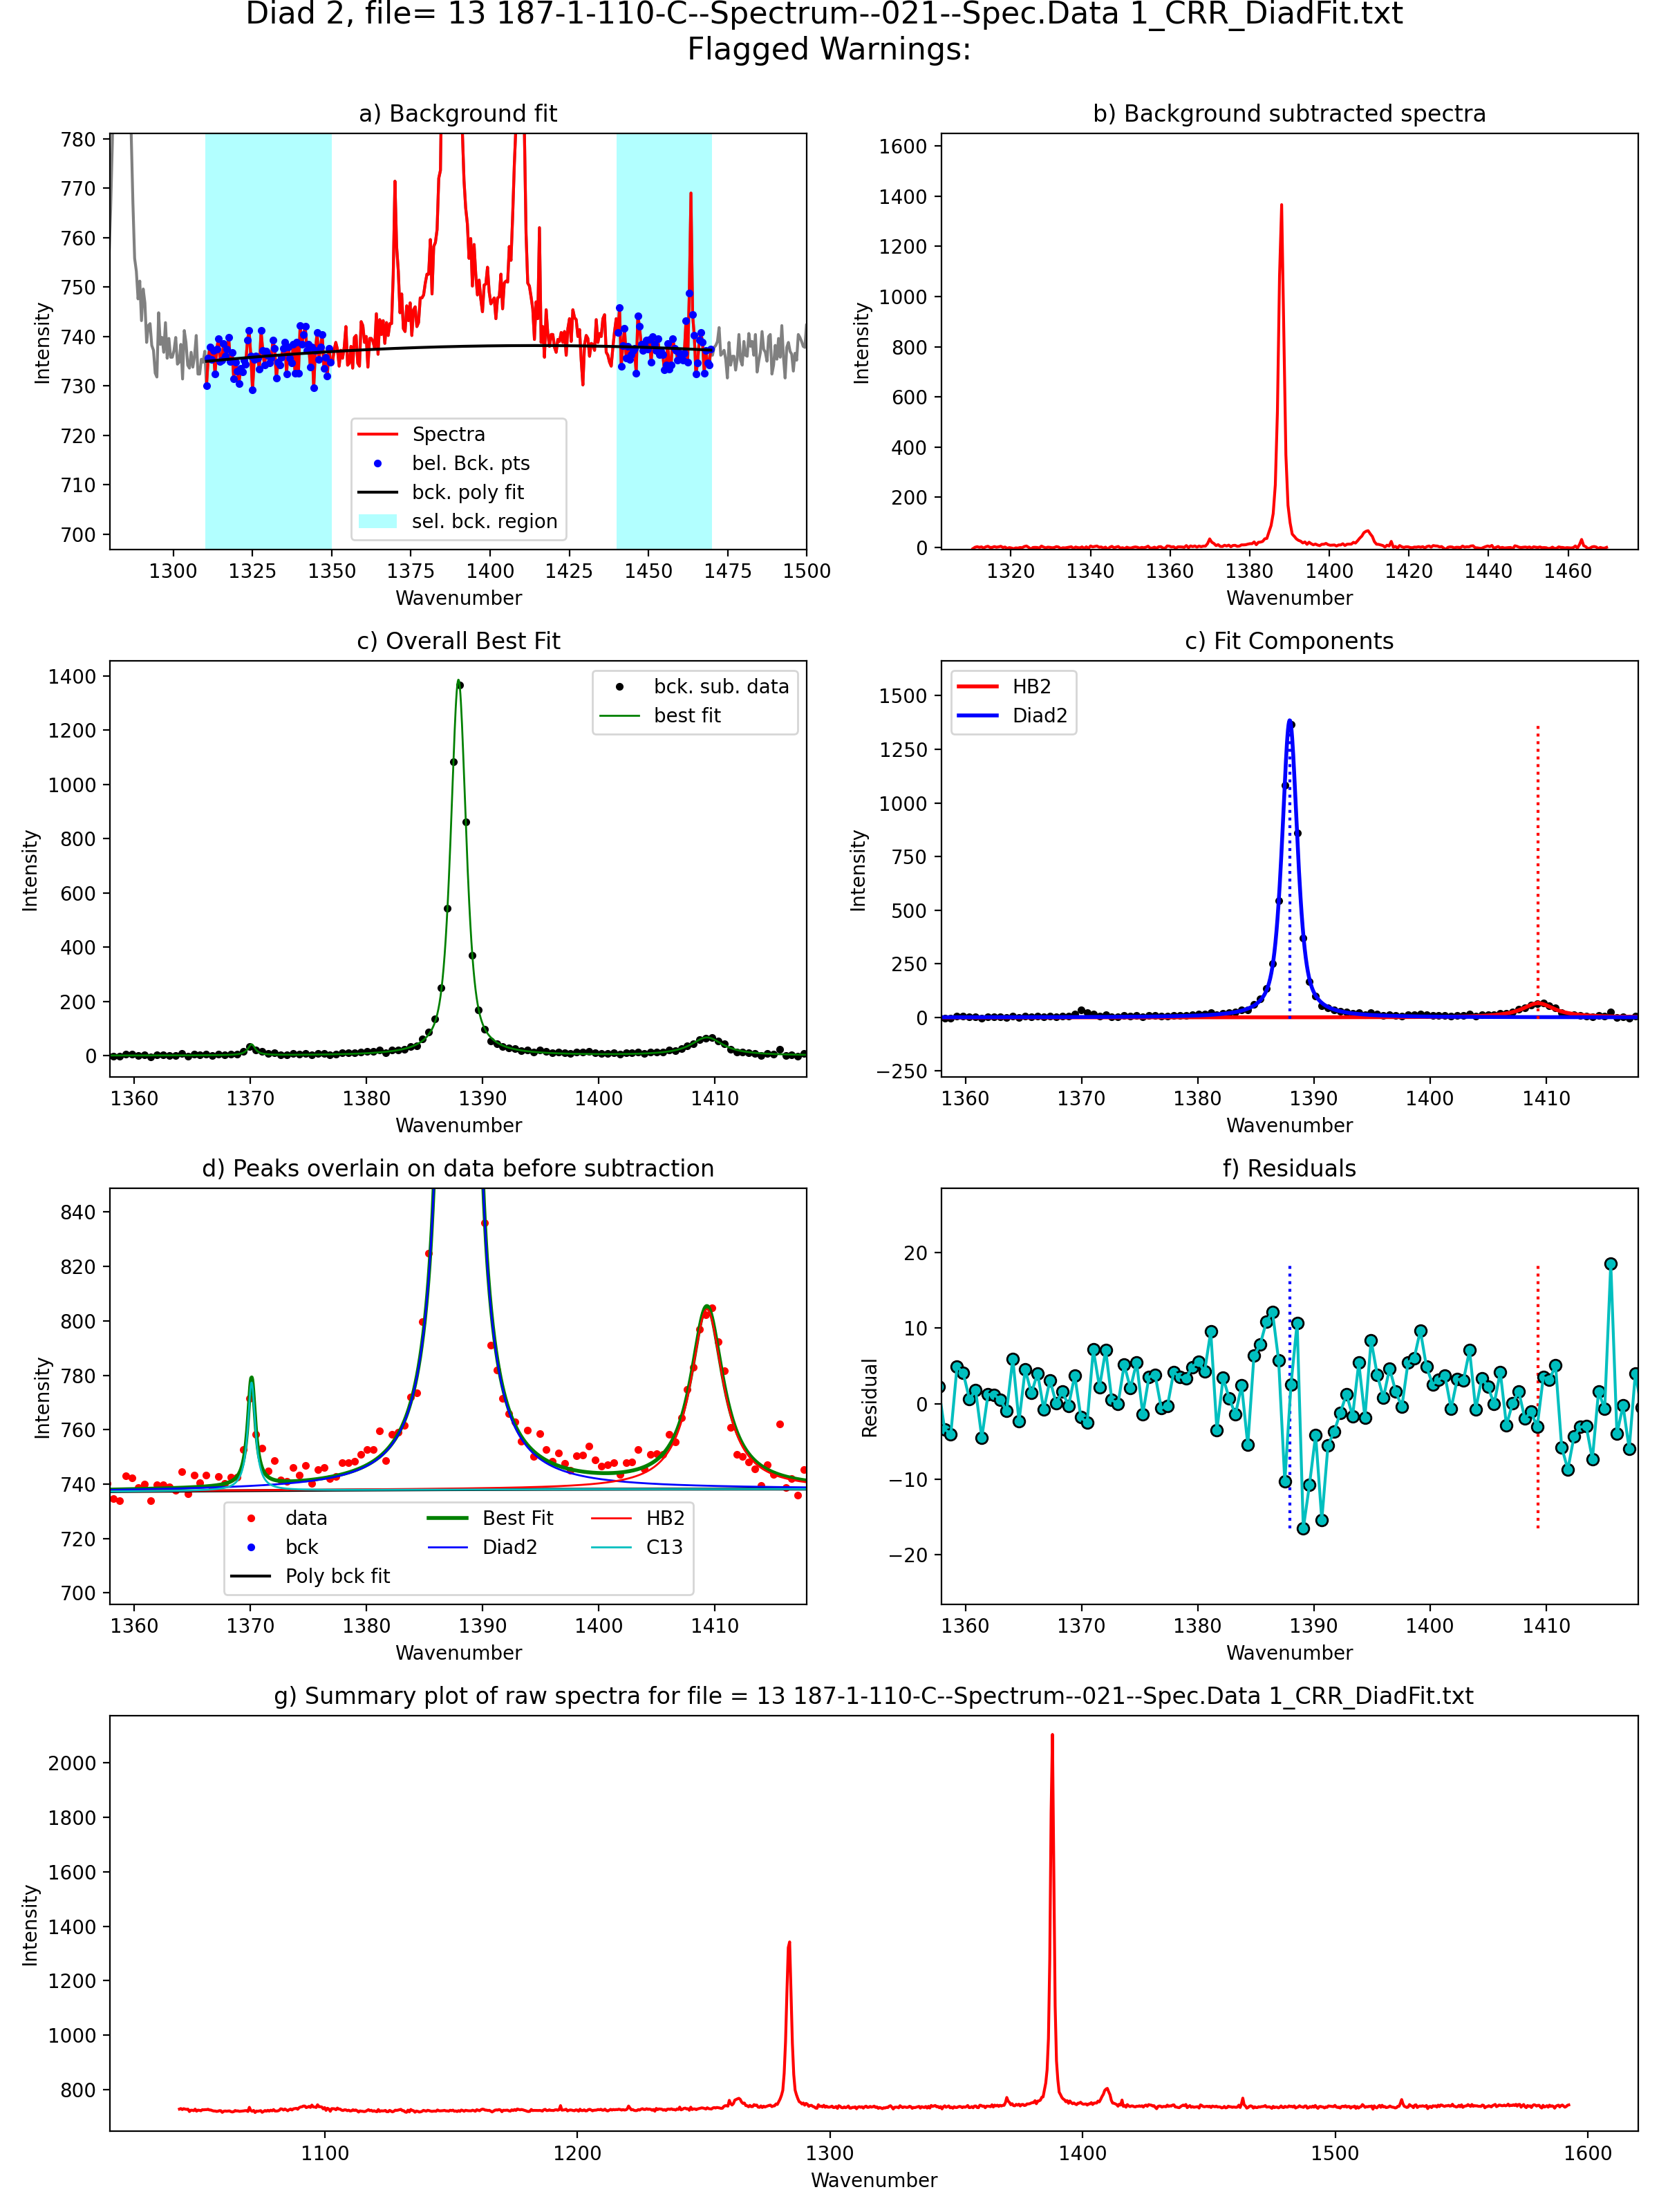 Diad 2, file= 13 187-1-110-C--Spectrum--021--Spec.Data 1_CRR_DiadFit.txt
Flagged Warnings:
a) Background fit
780
770
760
750
740
730
720
710
700
Intensity
Spectra
bel. Bck. pts
bck. poly fit
sel. bck. region
1300 1325 1350 1375 1400 1425 1450 1475 1500
Wavenumber
b) Background subtracted spectra
1600
1400
1200
1000
800
600
400
200
0
Intensity
1320 1340 1360 1380 1400 1420 1440 1460
Wavenumber
c) Overall Best Fit
1400
1200
1000
800
600
400
200
0
Intensity
bck. sub. data
best fit
1360 1370 1380 1390 1400 1410
Wavenumber
c) Fit Components
1500
1250
1000
750
500
250
0
−250
Intensity
HB2
Diad2
1360 1370 1380 1390 1400 1410
Wavenumber
d) Peaks overlain on data before subtraction
840
820
800
780
760
740
720
700
Intensity
data
bck
Poly bck fit
Best Fit
Diad2
HB2
C13
1360 1370 1380 1390 1400 1410
Wavenumber
f) Residuals
20
10
0
−10
−20
Residual
1360 1370 1380 1390 1400 1410
Wavenumber
g) Summary plot of raw spectra for file = 13 187-1-110-C--Spectrum--021--Spec.Data 1_CRR_DiadFit.txt
2000
1800
1600
1400
1200
1000
800
Intensity
1100 1200 1300 1400 1500 1600
Wavenumber